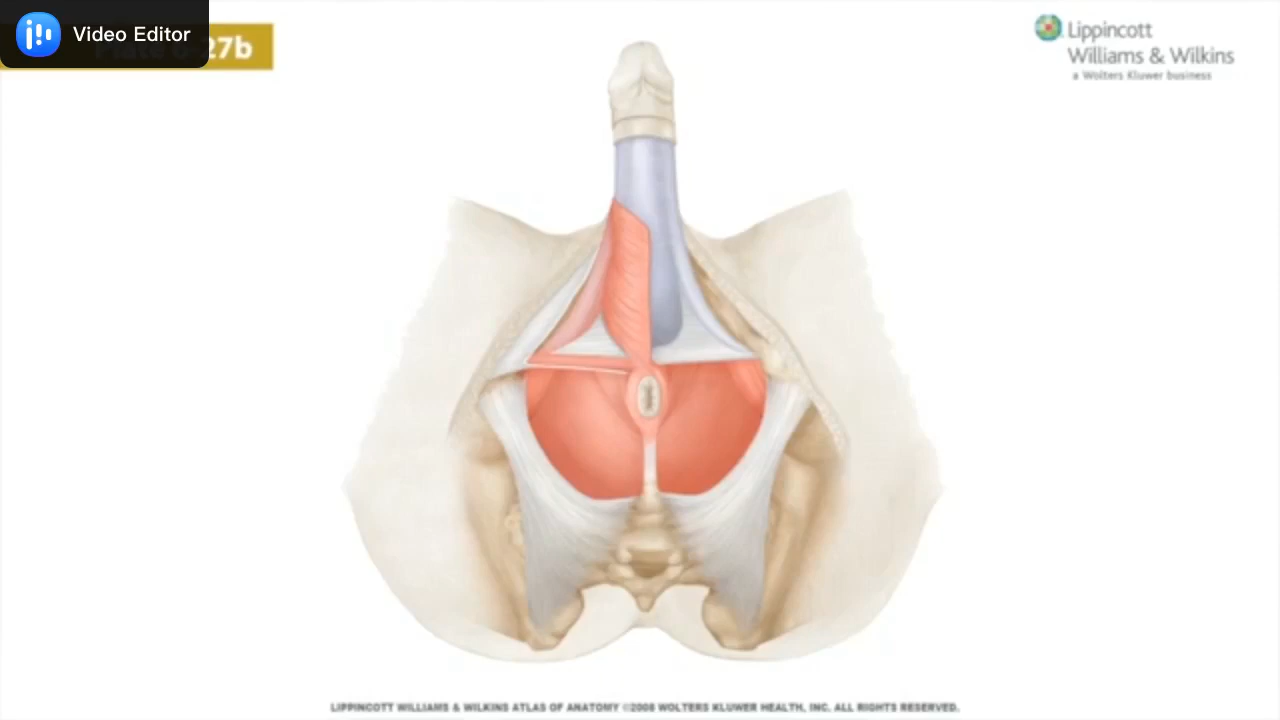 Video Editor
27b
Lippincott
Williams & Wilkins
a Wolters Kluwer business
LIPPINCOTT WILLIAMS & WILKINS ATLAS OF ANATOMY ©2008 WOLTERS KLUWER HEALTH, INC. ALL RIGHTS RESERVED.